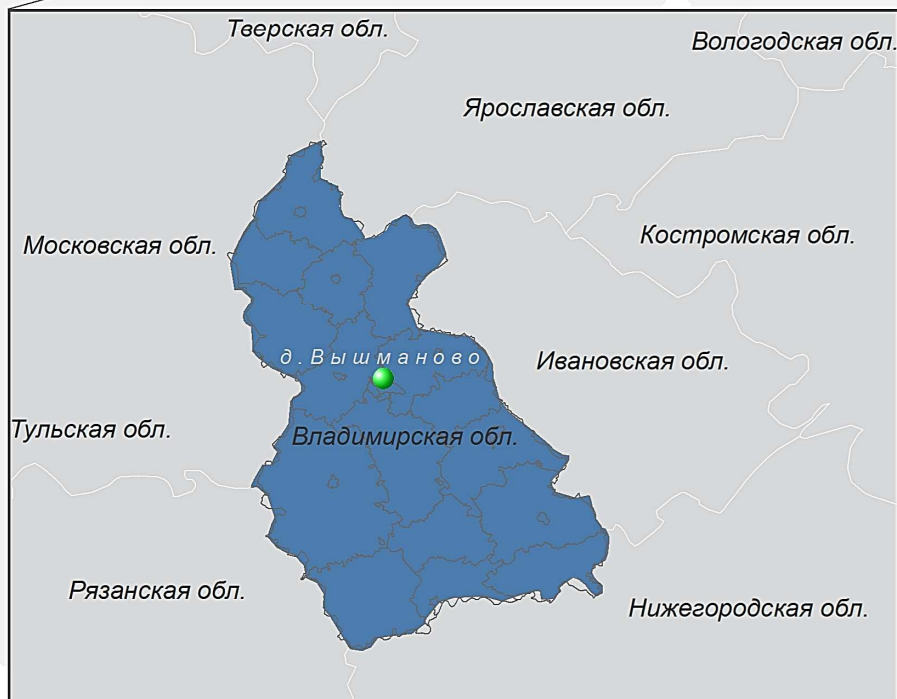 Тверская обл.
Вологодская обл.
Ярославская обл.
Московская обл.
Костромская обл.
д. Вышманово
Ивановская обл.
Тульская обл.
Владимирская обл.
Рязанская обл.
Нижегородская обл.